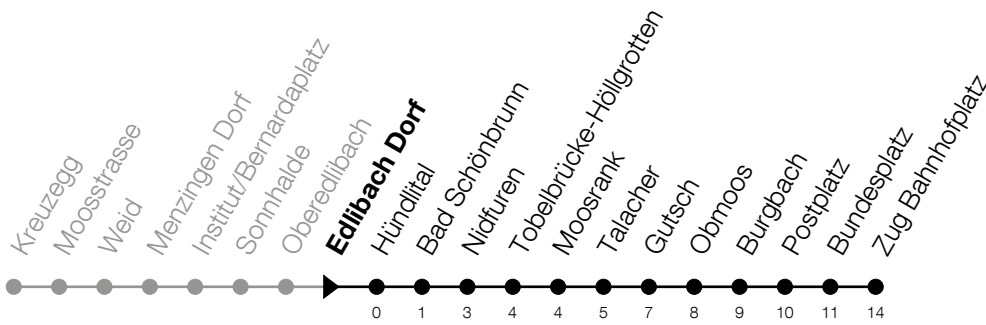 Kreuzegg
Moosstrasse
Weid
Menzingen Dorf
Institut/Bernardaplatz
Sonnhalde
Oberedlibach
Edlibach Dorf
Hündlital
Bad Schönbrunn
Nidfuren
Tobelbrücke-Höllgrotten
Moosrank
Talacher
Gutsch
Obmoos
Burgbach
Postplatz
Bundesplatz
Zug Bahnhofplatz
0 1 3 4 4 5 7 8 9 10 11 14